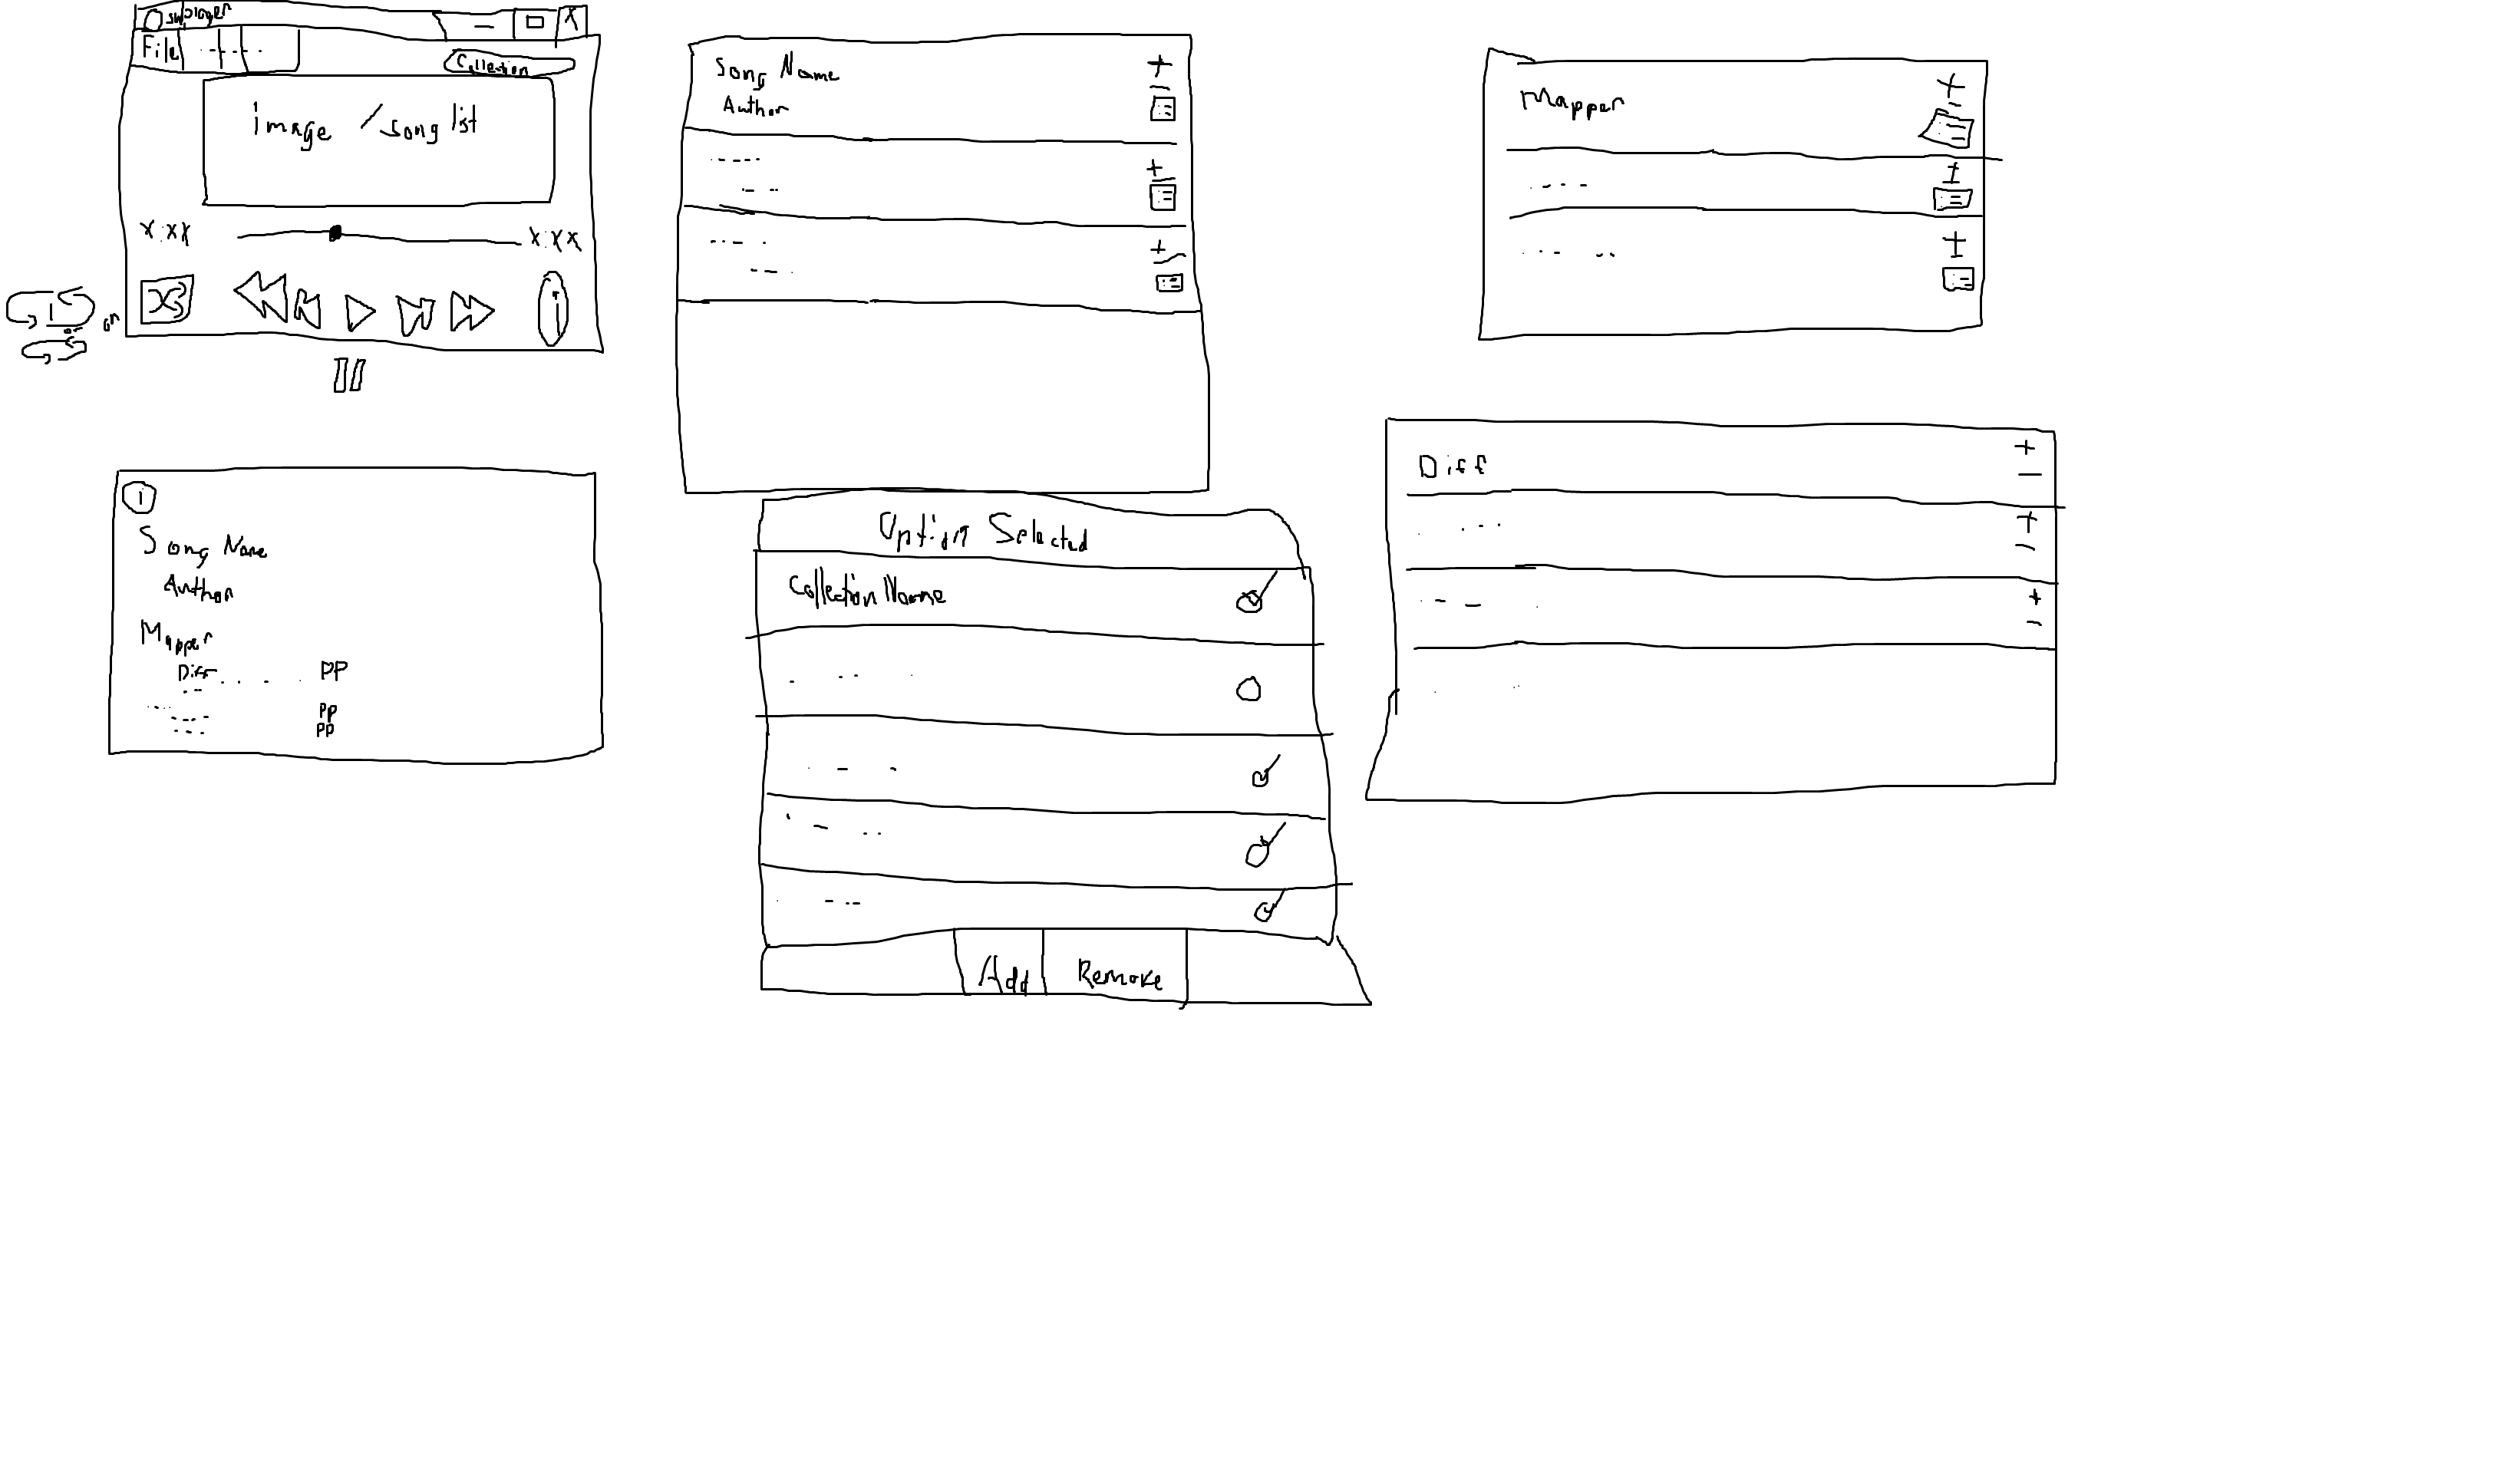 Osu player
File
Collection
Image / song list
X:XX
X:XX
or
or
i
Song Name
Author
Mapper
Diff
PP
PP
PP
Song Name
Author
Option Selected
Collection Name
Add
Remove
Mapper
Diff